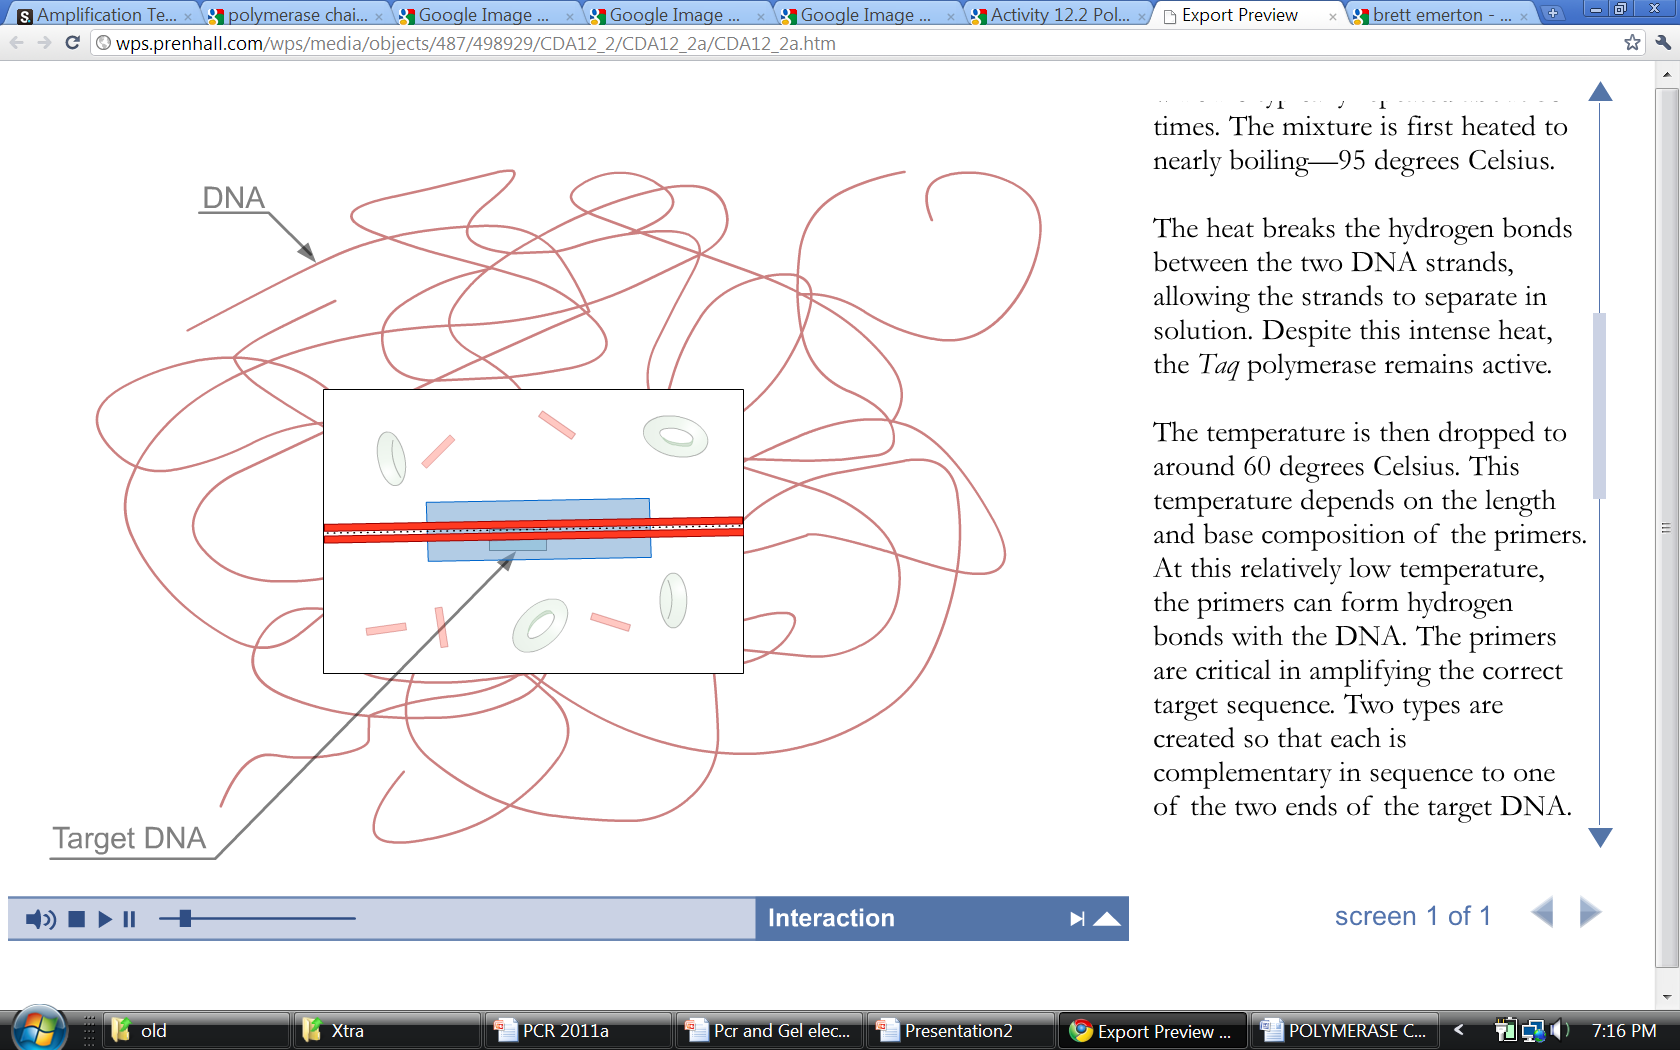 Amplification Te...
polymerase chai...
Google Image ...
Google Image ...
Google Image ...
Activity 12.2 Pol...
Export Preview
brett emerton - ...
wps.prenhall.com/wps/media/objects/487/498929/CDA12_2/CDA12_2a/CDA12_2a.htm
DNA
Target DNA
times. The mixture is first heated to
nearly boiling—95 degrees Celsius.
The heat breaks the hydrogen bonds
between the two DNA strands,
allowing the strands to separate in
solution. Despite this intense heat,
the Taq polymerase remains active.
The temperature is then dropped to
around 60 degrees Celsius. This
temperature depends on the length
and base composition of the primers.
At this relatively low temperature,
the primers can form hydrogen
bonds with the DNA. The primers
are critical in amplifying the correct
target sequence. Two types are
created so that each is
complementary in sequence to one
of the two ends of the target DNA.
Interaction
screen 1 of 1
old
Xtra
PCR 2011a
Pcr and Gel elec...
Presentation2
Export Preview ...
POLYMERASE C...
7:16 PM